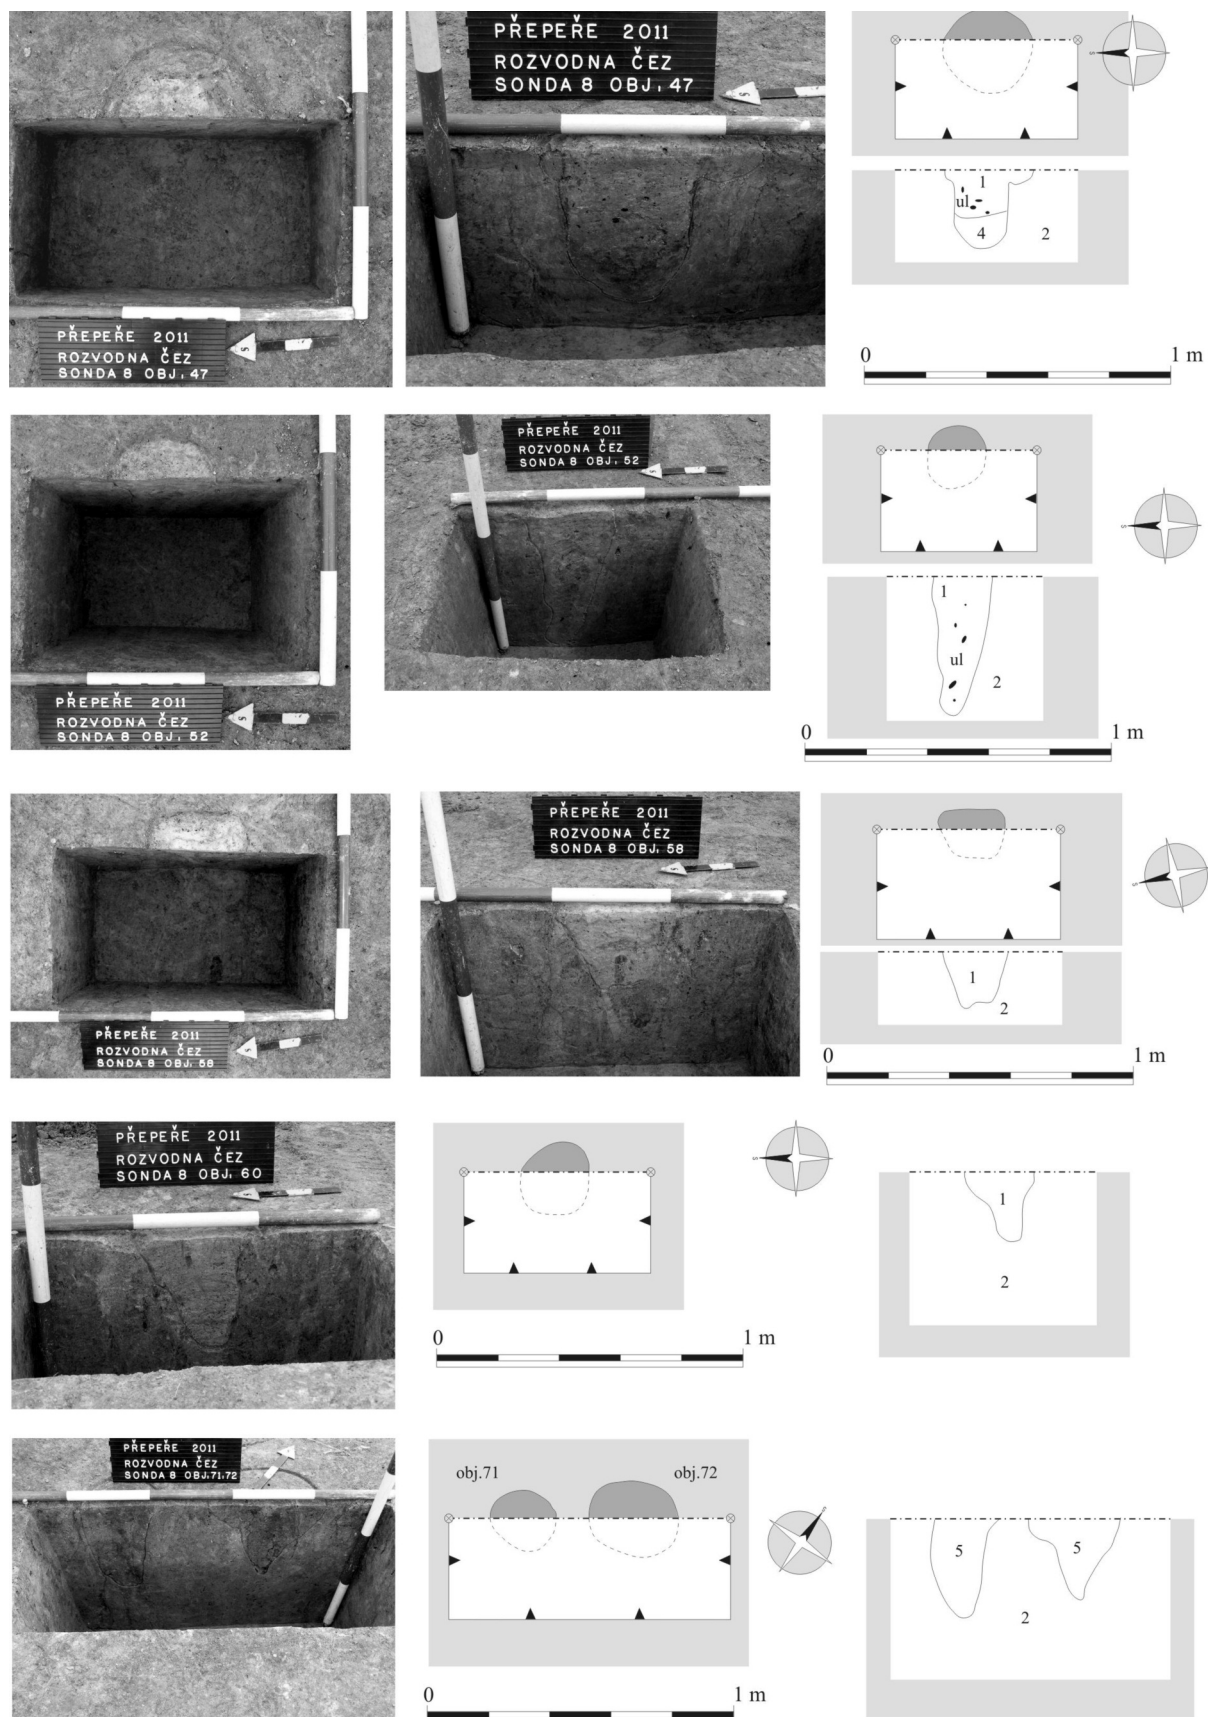 PŘEPEŘE 2011
ROZVODNA ČEZ
SONDA 8 OBJ. 47
PŘEPEŘE 2011
ROZVODNA ČEZ
SONDA 8 OBJ. 47
S
1
ul
4
2
0 1 m
PŘEPEŘE 2011
ROZVODNA ČEZ
SONDA 8 OBJ. 52
PŘEPEŘE 2011
ROZVODNA ČEZ
SONDA 8 OBJ. 52
S
1
ul
2
0 1 m
PŘEPEŘE 2011
ROZVODNA ČEZ
SONDA 8 OBJ. 58
PŘEPEŘE 2011
ROZVODNA ČEZ
SONDA 8 OBJ. 58
S
1
2
0 1 m
PŘEPEŘE 2011
ROZVODNA ČEZ
SONDA 8 OBJ. 60
S
1
2
0 1 m
PŘEPEŘE 2011
ROZVODNA ČEZ
SONDA 8 OBJ. 71.72
obj.71 obj.72
S
5 5
2
0 1 m